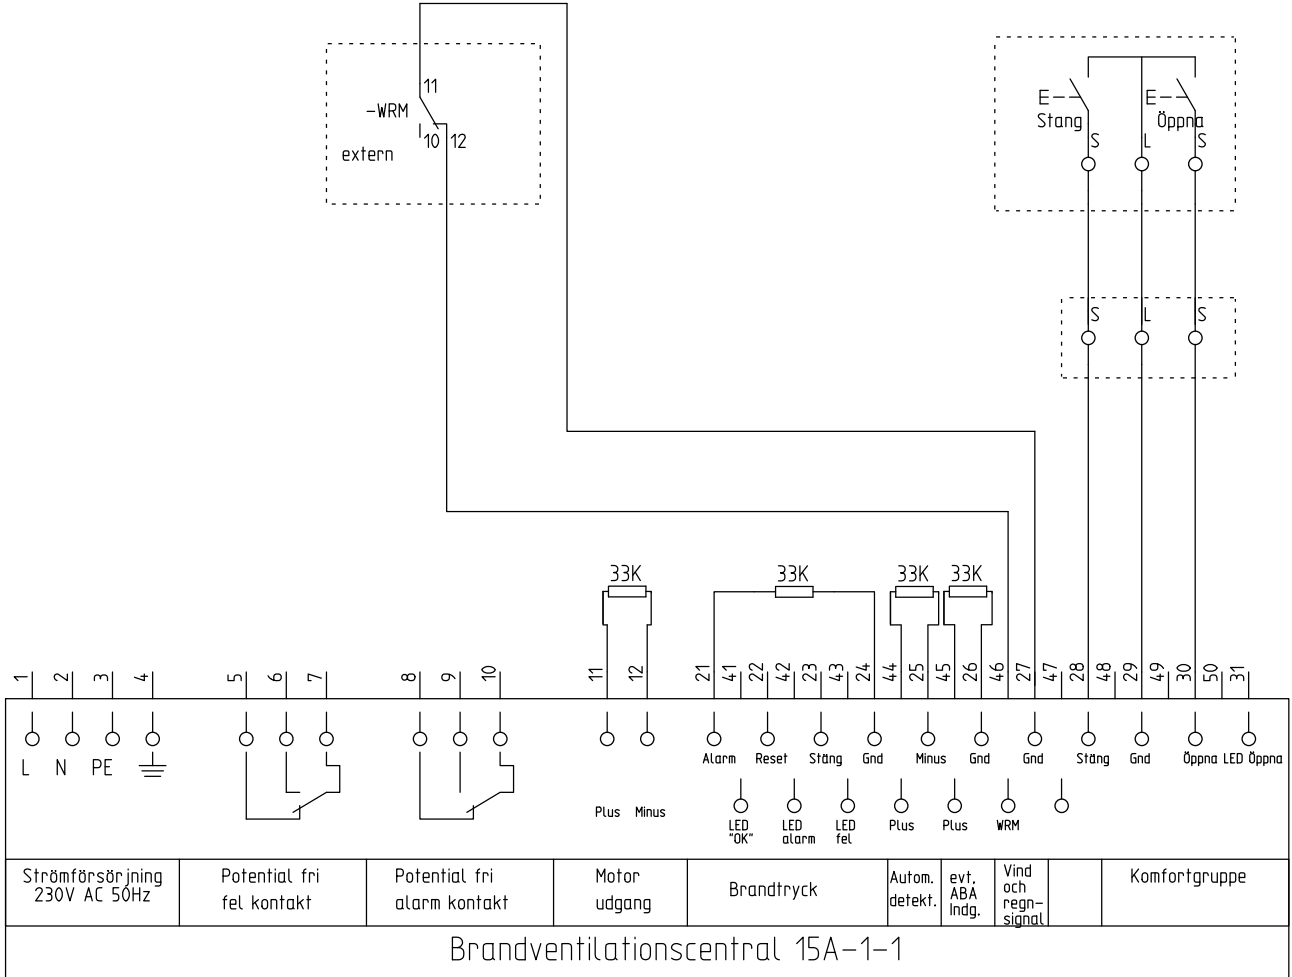 11
-WRM
10 12
extern
E
Stang
E
Öppna
S L S
S L S
33K 33K 33K 33K
1 2 3 4 5 6 7 8 9 10 11 12 21 41 22 42 23 43 24 44 25 45 26 46 27 47 28 48 29 49 30 50 31
L N PE
Alarm Reset Stäng Gnd Minus Gnd Gnd Stäng Gnd Öppna LED Öppna
Plus Minus
LED "OK"
LED alarm
LED fel
Plus Plus WRM
Strömförsörjning
230V AC 50Hz
Potential fri
fel kontakt
Potential fri
alarm kontakt
Motor
udgang
Brandtryck
Autom.
detekt.
evt.
ABA
Indg.
Vind
och
regn-
signal
Komfortgruppe
Brandventilationscentral 15A-1-1